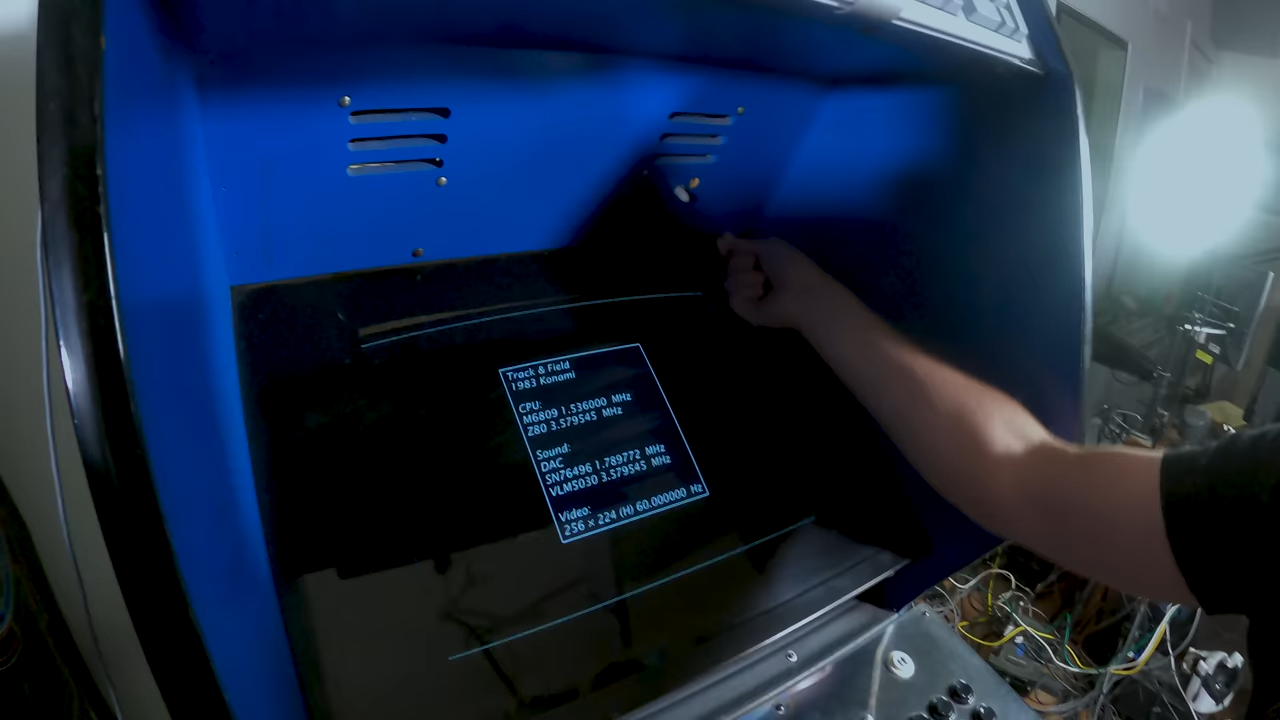 Track & Field
1983 Konami
CPU:
M6809 1.536000 MHz
Z80 3.579545 MHz
Sound:
DAC
SN76496 1.789772 MHz
VLM5030 3.579545 MHz
Video:
256 × 224 (H) 60.000000 Hz